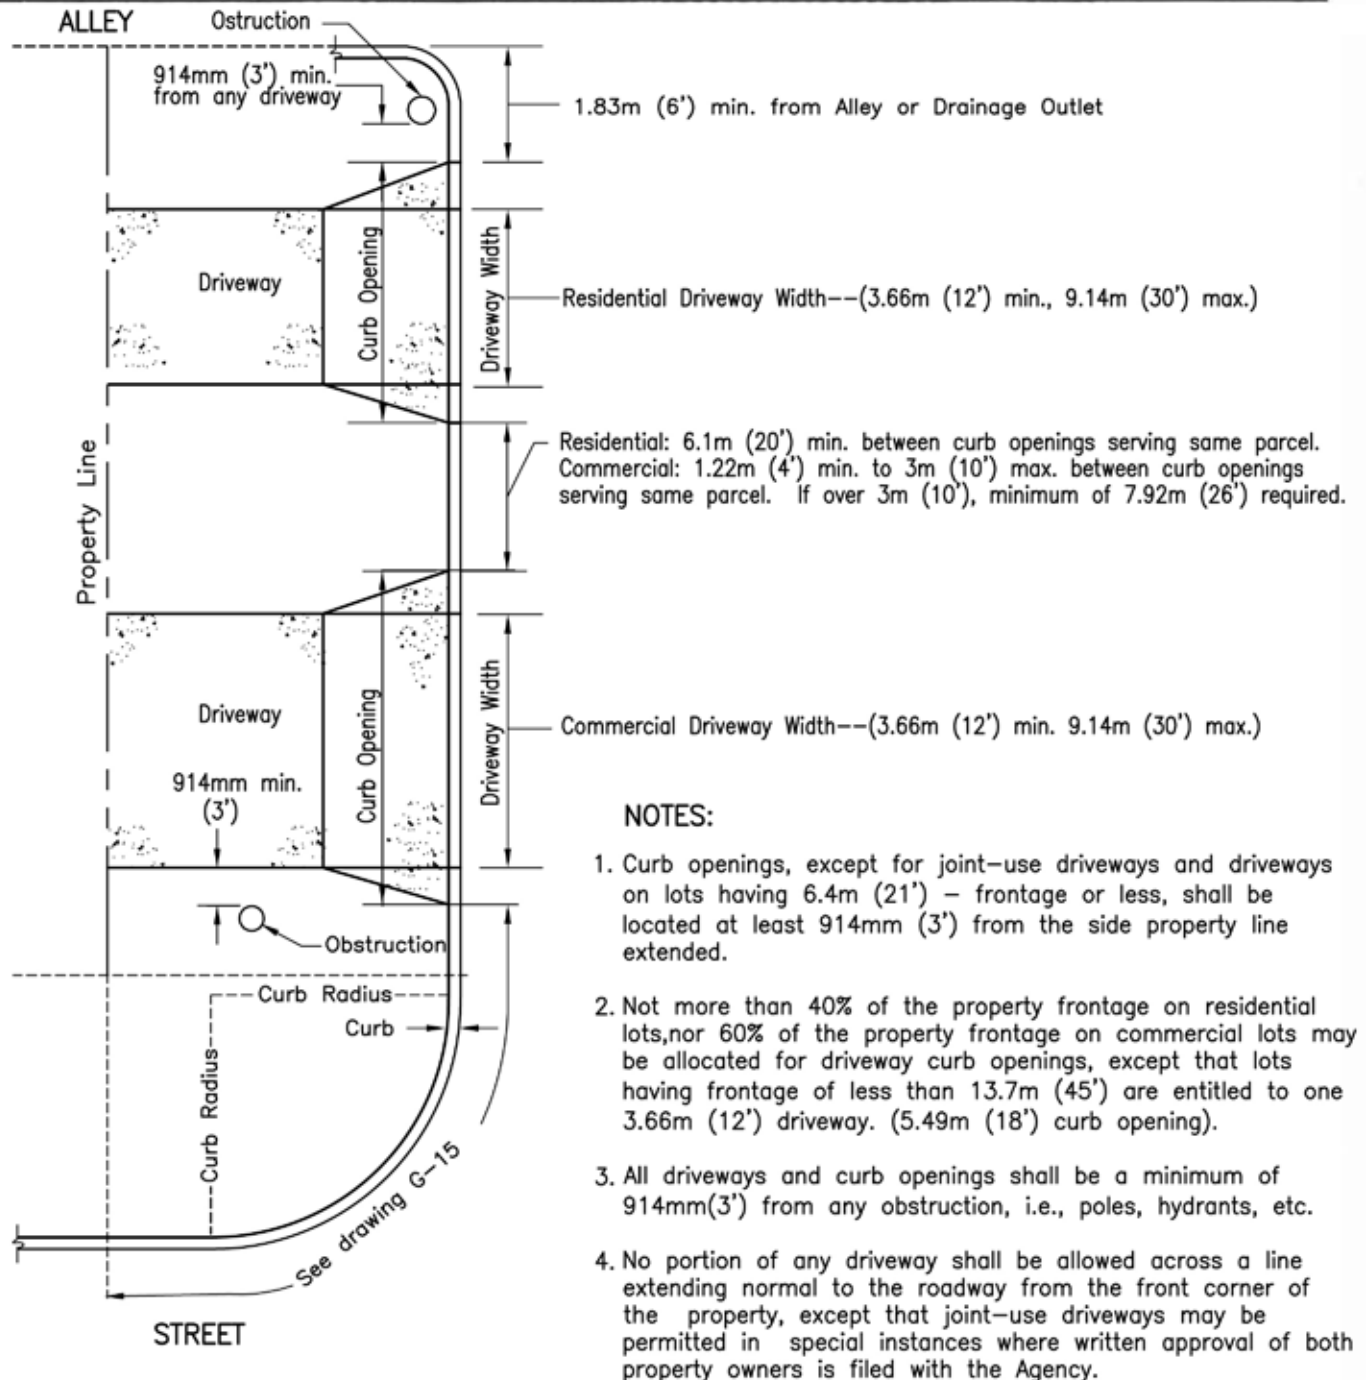 ALLEY
Ostruction
914mm (3') min.
from any driveway
1.83m (6') min. from Alley or Drainage Outlet
Driveway
Curb Opening
Driveway Width
Residential Driveway Width--(3.66m (12') min., 9.14m (30') max.)
Property Line
Residential: 6.1m (20') min. between curb openings serving same parcel.
Commercial: 1.22m (4') min. to 3m (10') max. between curb openings
serving same parcel. If over 3m (10'), minimum of 7.92m (26') required.
Driveway
Curb Opening
Driveway Width
Commercial Driveway Width--(3.66m (12') min. 9.14m (30') max.)
914mm min.
(3')
Obstruction
Curb Radius
Curb
Curb Radius
See drawing G-15
STREET
NOTES:
1. Curb openings, except for joint-use driveways and driveways
on lots having 6.4m (21') - frontage or less, shall be
located at least 914mm (3') from the side property line
extended.
2. Not more than 40% of the property frontage on residential
lots,nor 60% of the property frontage on commercial lots may
be allocated for driveway curb openings, except that lots
having frontage of less than 13.7m (45') are entitled to one
3.66m (12') driveway. (5.49m (18') curb opening).
3. All driveways and curb openings shall be a minimum of
914mm(3') from any obstruction, i.e., poles, hydrants, etc.
4. No portion of any driveway shall be allowed across a line
extending normal to the roadway from the front corner of
the property, except that joint-use driveways may be
permitted in special instances where written approval of both
property owners is filed with the Agency.